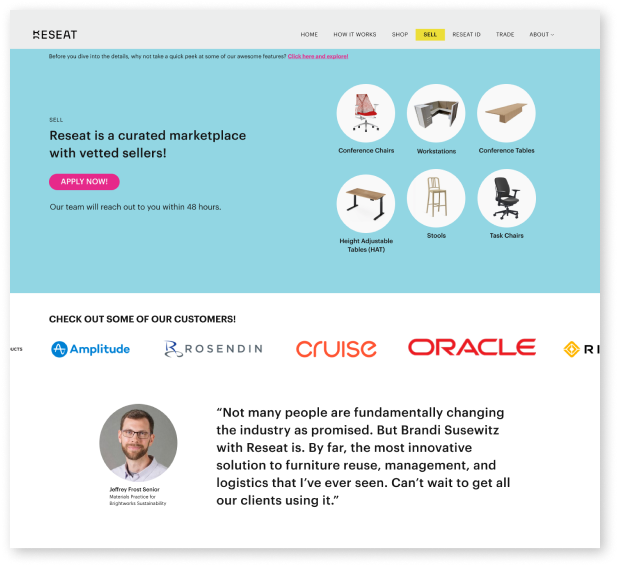 RESEAT
HOME HOW IT WORKS SHOP SELL RESEAT ID TRADE ABOUT
Before you dive into the details, why not take a quick peek at some of our awesome features? Click here and explore!
SELL
Reseat is a curated marketplace
with vetted sellers!
APPLY NOW!
Our team will reach out to you within 48 hours.
Conference Chairs
Workstations
Conference Tables
Height Adjustable
Tables (HAT)
Stools
Task Chairs
CHECK OUT SOME OF OUR CUSTOMERS!
UCTS
Amplitude
ROSENDIN
cruise
ORACLE
RI
“Not many people are fundamentally changing
the industry as promised. But Brandi Susewitz
with Reseat is. By far, the most innovative
solution to furniture reuse, management, and
logistics that I’ve ever seen. Can’t wait to get all
our clients using it.”
Jeffrey Frost Senior
Materials Practice for
Brightworks Sustainability